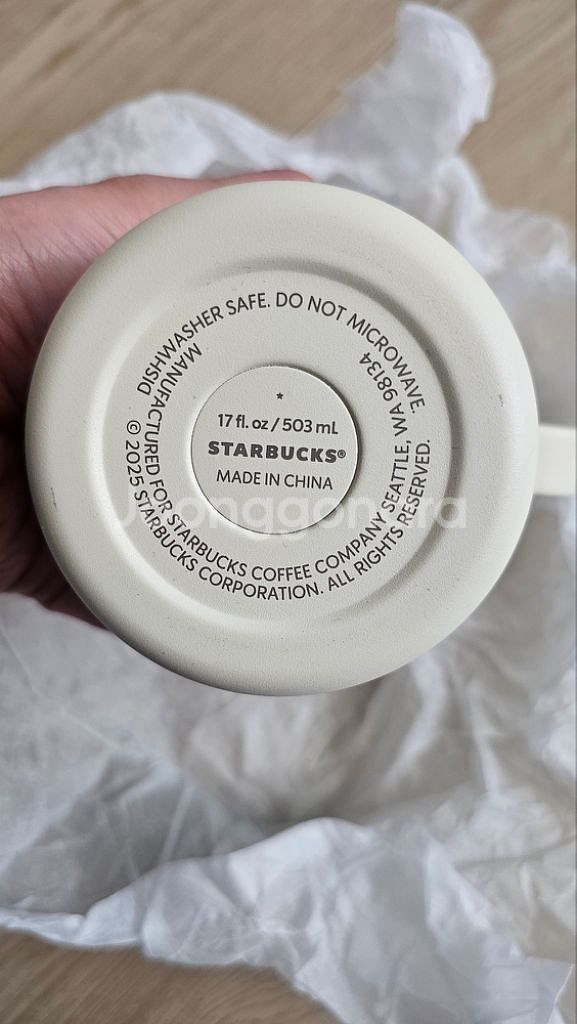 DISHWASHER SAFE. DO NOT MICROWAVE.
MANUFACTURED FOR STARBUCKS COFFEE COMPANY SEATTLE, WA 98134
© 2025 STARBUCKS CORPORATION. ALL RIGHTS RESERVED.
17 fl. oz / 503 mL
STARBUCKS®
MADE IN CHINA
Joonggonara